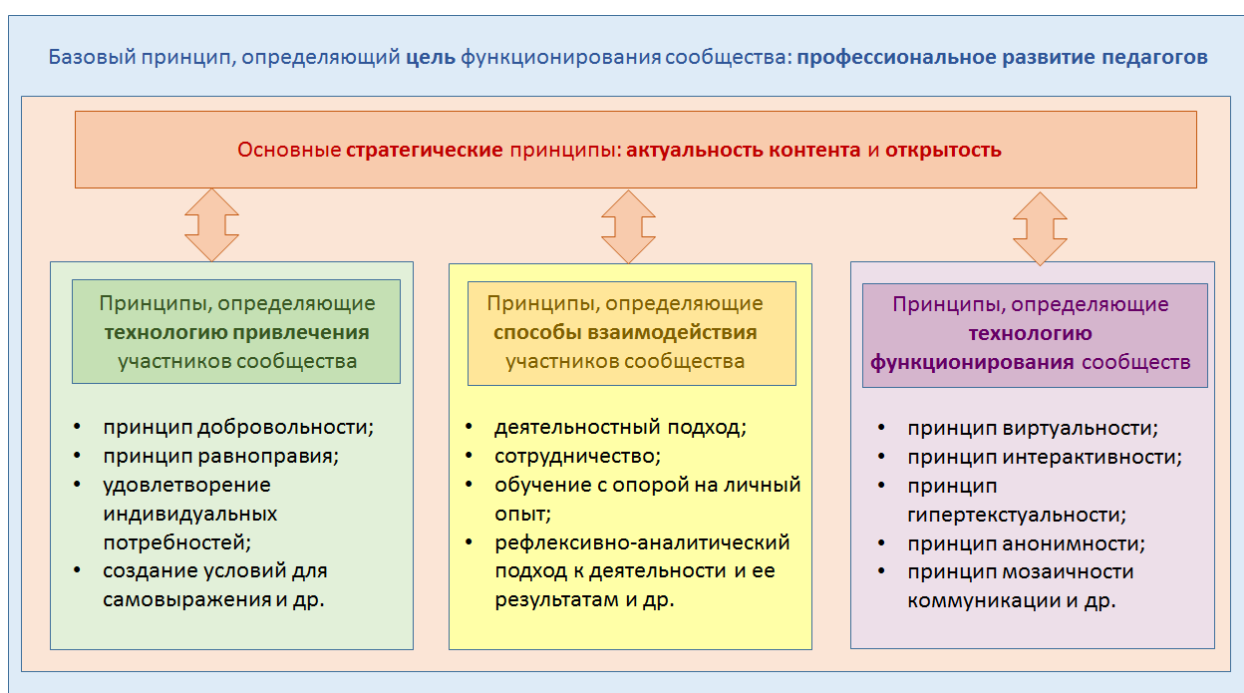 Базовый принцип, определяющий цель функционирования сообщества: профессиональное развитие педагогов
Основные стратегические принципы: актуальность контента и открытость
Принципы, определяющие
технологию привлечения
участников сообщества
• принцип добровольности;
• принцип равноправия;
• удовлетворение
индивидуальных
потребностей;
• создание условий для
самовыражения и др.
Принципы, определяющие
способы взаимодействия
участников сообщества
• деятельностный подход;
• сотрудничество;
• обучение с опорой на личный
опыт;
• рефлексивно-аналитический
подход к деятельности и ее
результатам и др.
Принципы, определяющие
технологию
функционирования сообществ
• принцип виртуальности;
• принцип интерактивности;
• принцип
гипертекстуальности;
• принцип анонимности;
• принцип мозаичности
коммуникации и др.